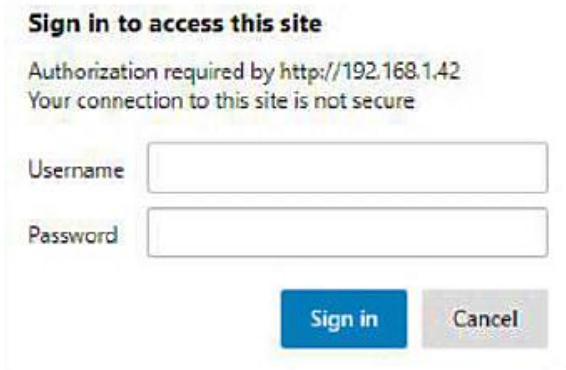 Sign in to access this site
Authorization required by http://192.168.1.42
Your connection to this site is not secure
Username
Password
Sign in Cancel